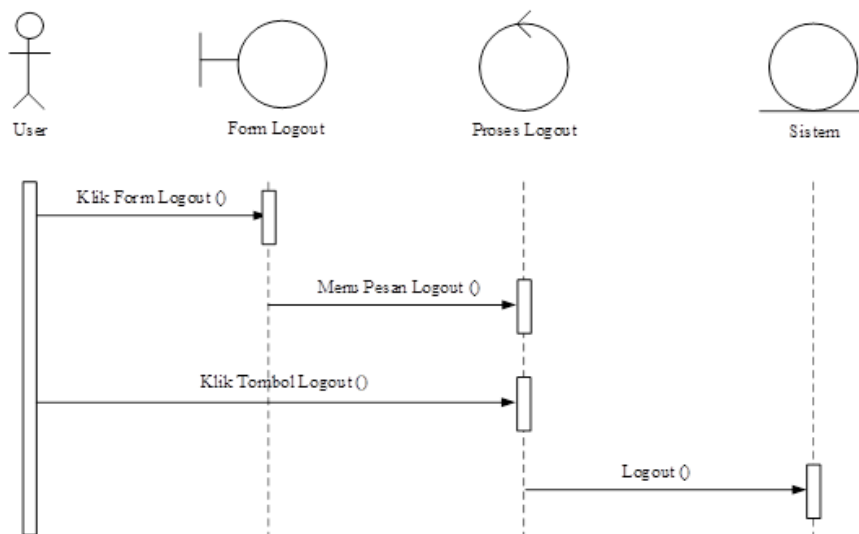 User
Form Logout
Proses Logout
Sistem
Klik Form Logout ()
Menu Pesan Logout ()
Klik Tombol Logout ()
Logout ()